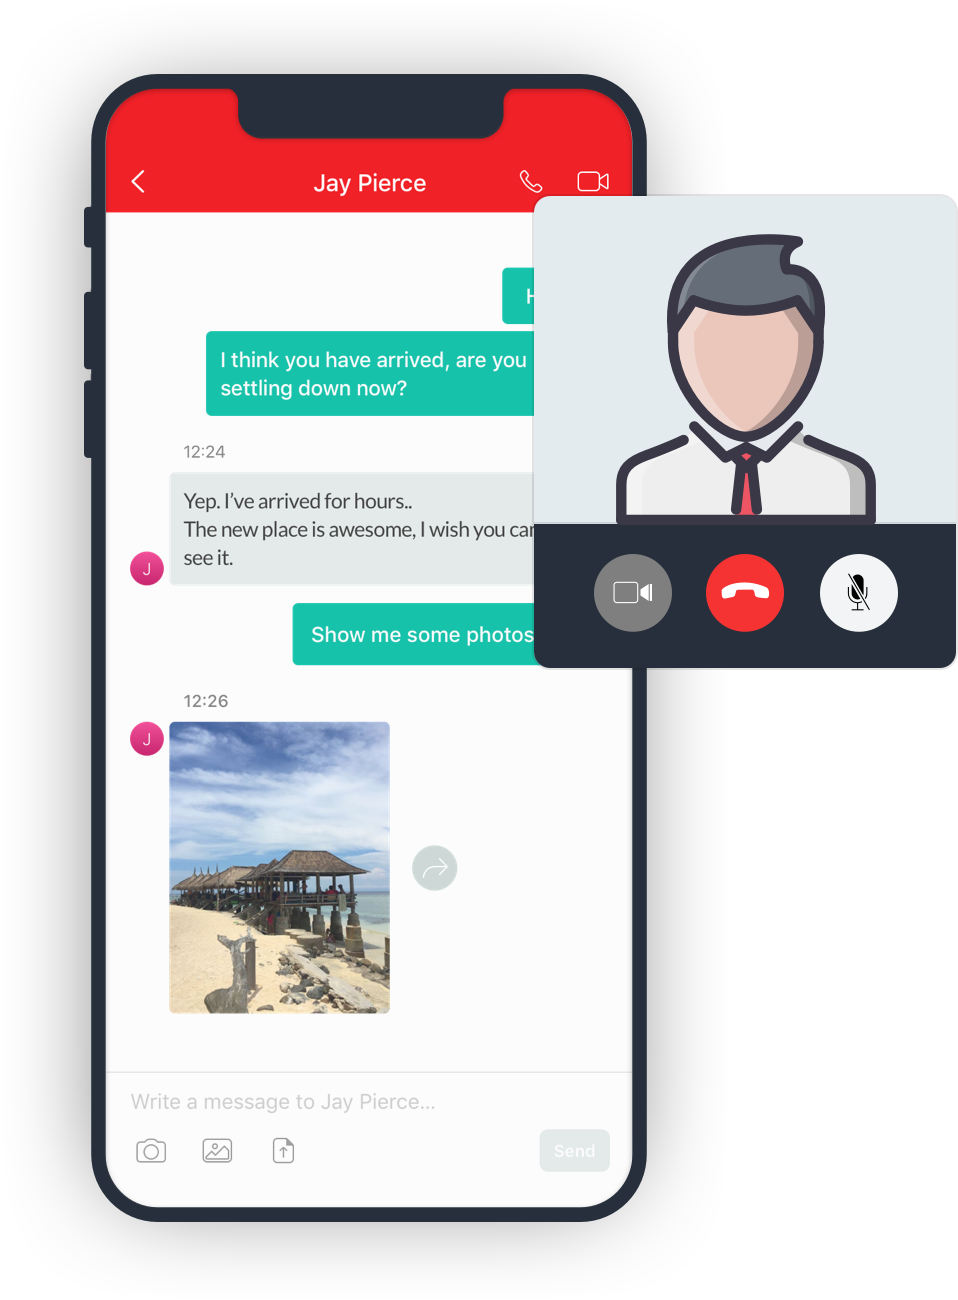 Jay Pierce
I think you have arrived, are you
settling down now?
12:24
Yep. I've arrived for hours..
The new place is awesome, I wish you can
see it.
J
Show me some photos
12:26
J
Write a message to Jay Pierce...
Send